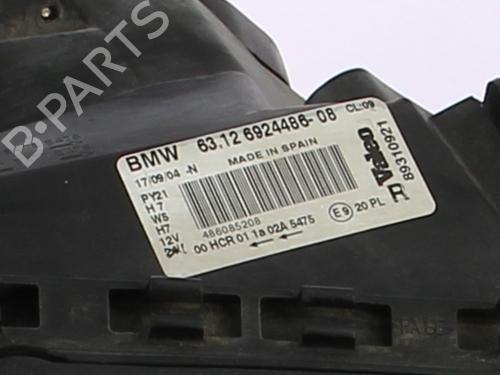 B-PARTS
BMW 63.12 6924486-08 CL:09
17/09/04 -N MADE IN SPAIN
PY21
H7
W5
H7
12V
486085208
00 HCR 01 1a 02A 5475
E9 20 PL
Valeo
89310921
R
B-PARTS